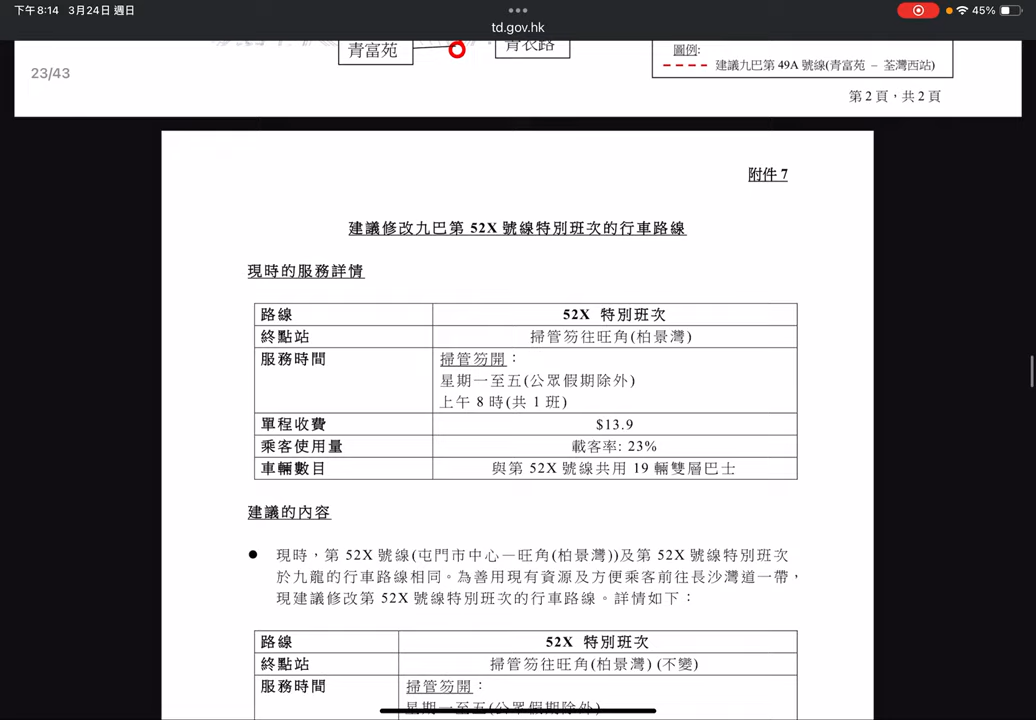 下午8:14 3月24日 週日
45%
td.gov.hk
青富苑
青衣路
圖例:
建議九巴第 49A 號線(青富苑 – 荃灣西站)
23/43
第 2 頁，共 2 頁
附件 7
建議修改九巴第 52X 號線特別班次的行車路線
現時的服務詳情
路線 52X 特別班次
終點站 掃管笏往旺角(柏景灣)
服務時間 掃管笏開：
星期一至五(公眾假期除外)
上午 8 時(共 1 班)
單程收費 $13.9
乘客使用量 載客率: 23%
車輛數目 與第 52X 號線共用 19 輛雙層巴士
建議的內容
● 現時，第 52X 號線(屯門市中心－旺角(柏景灣))及第 52X 號線特別班次
於九龍的行車路線相同。為善用現有資源及方便乘客前往長沙灣道一帶，
現建議修改第 52X 號線特別班次的行車路線。詳情如下：
路線 52X 特別班次
終點站 掃管笏往旺角(柏景灣) (不變)
服務時間 掃管笏開：
星期一至五(公眾假期除外)